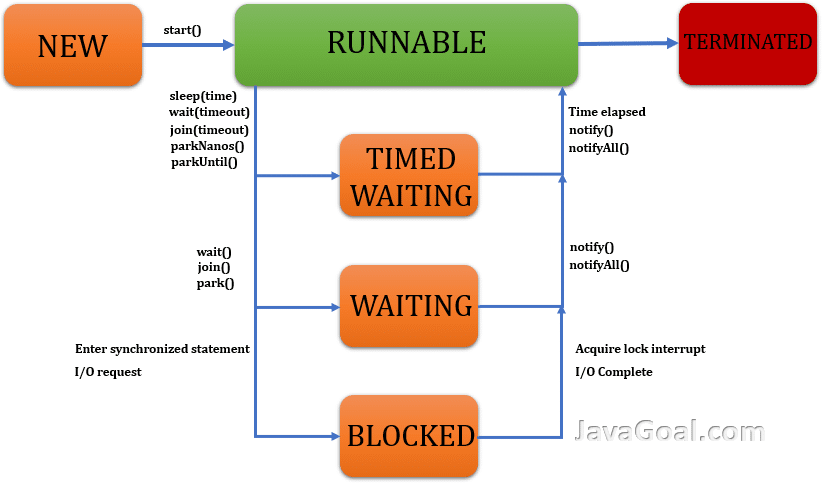 NEW
start()
RUNNABLE
TERMINATED
sleep(time)
wait(timeout)
join(timeout)
parkNanos()
parkUntil()
TIMED
WAITING
Time elapsed
notify()
notifyAll()
wait()
join()
park()
WAITING
notify()
notifyAll()
Enter synchronized statement
I/O request
BLOCKED
Acquire lock interrupt
I/O Complete
JavaGoal.com